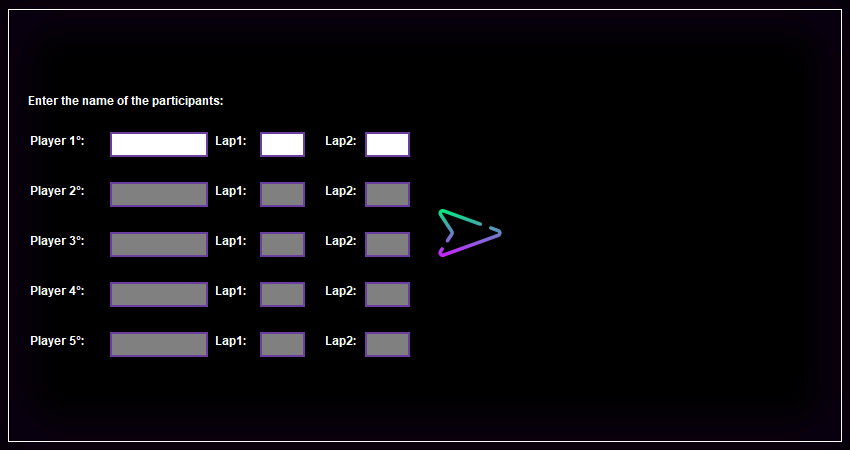 Enter the name of the participants:
Player 1°: Lap1: Lap2:
Player 2°: Lap1: Lap2:
Player 3°: Lap1: Lap2:
Player 4°: Lap1: Lap2:
Player 5°: Lap1: Lap2: